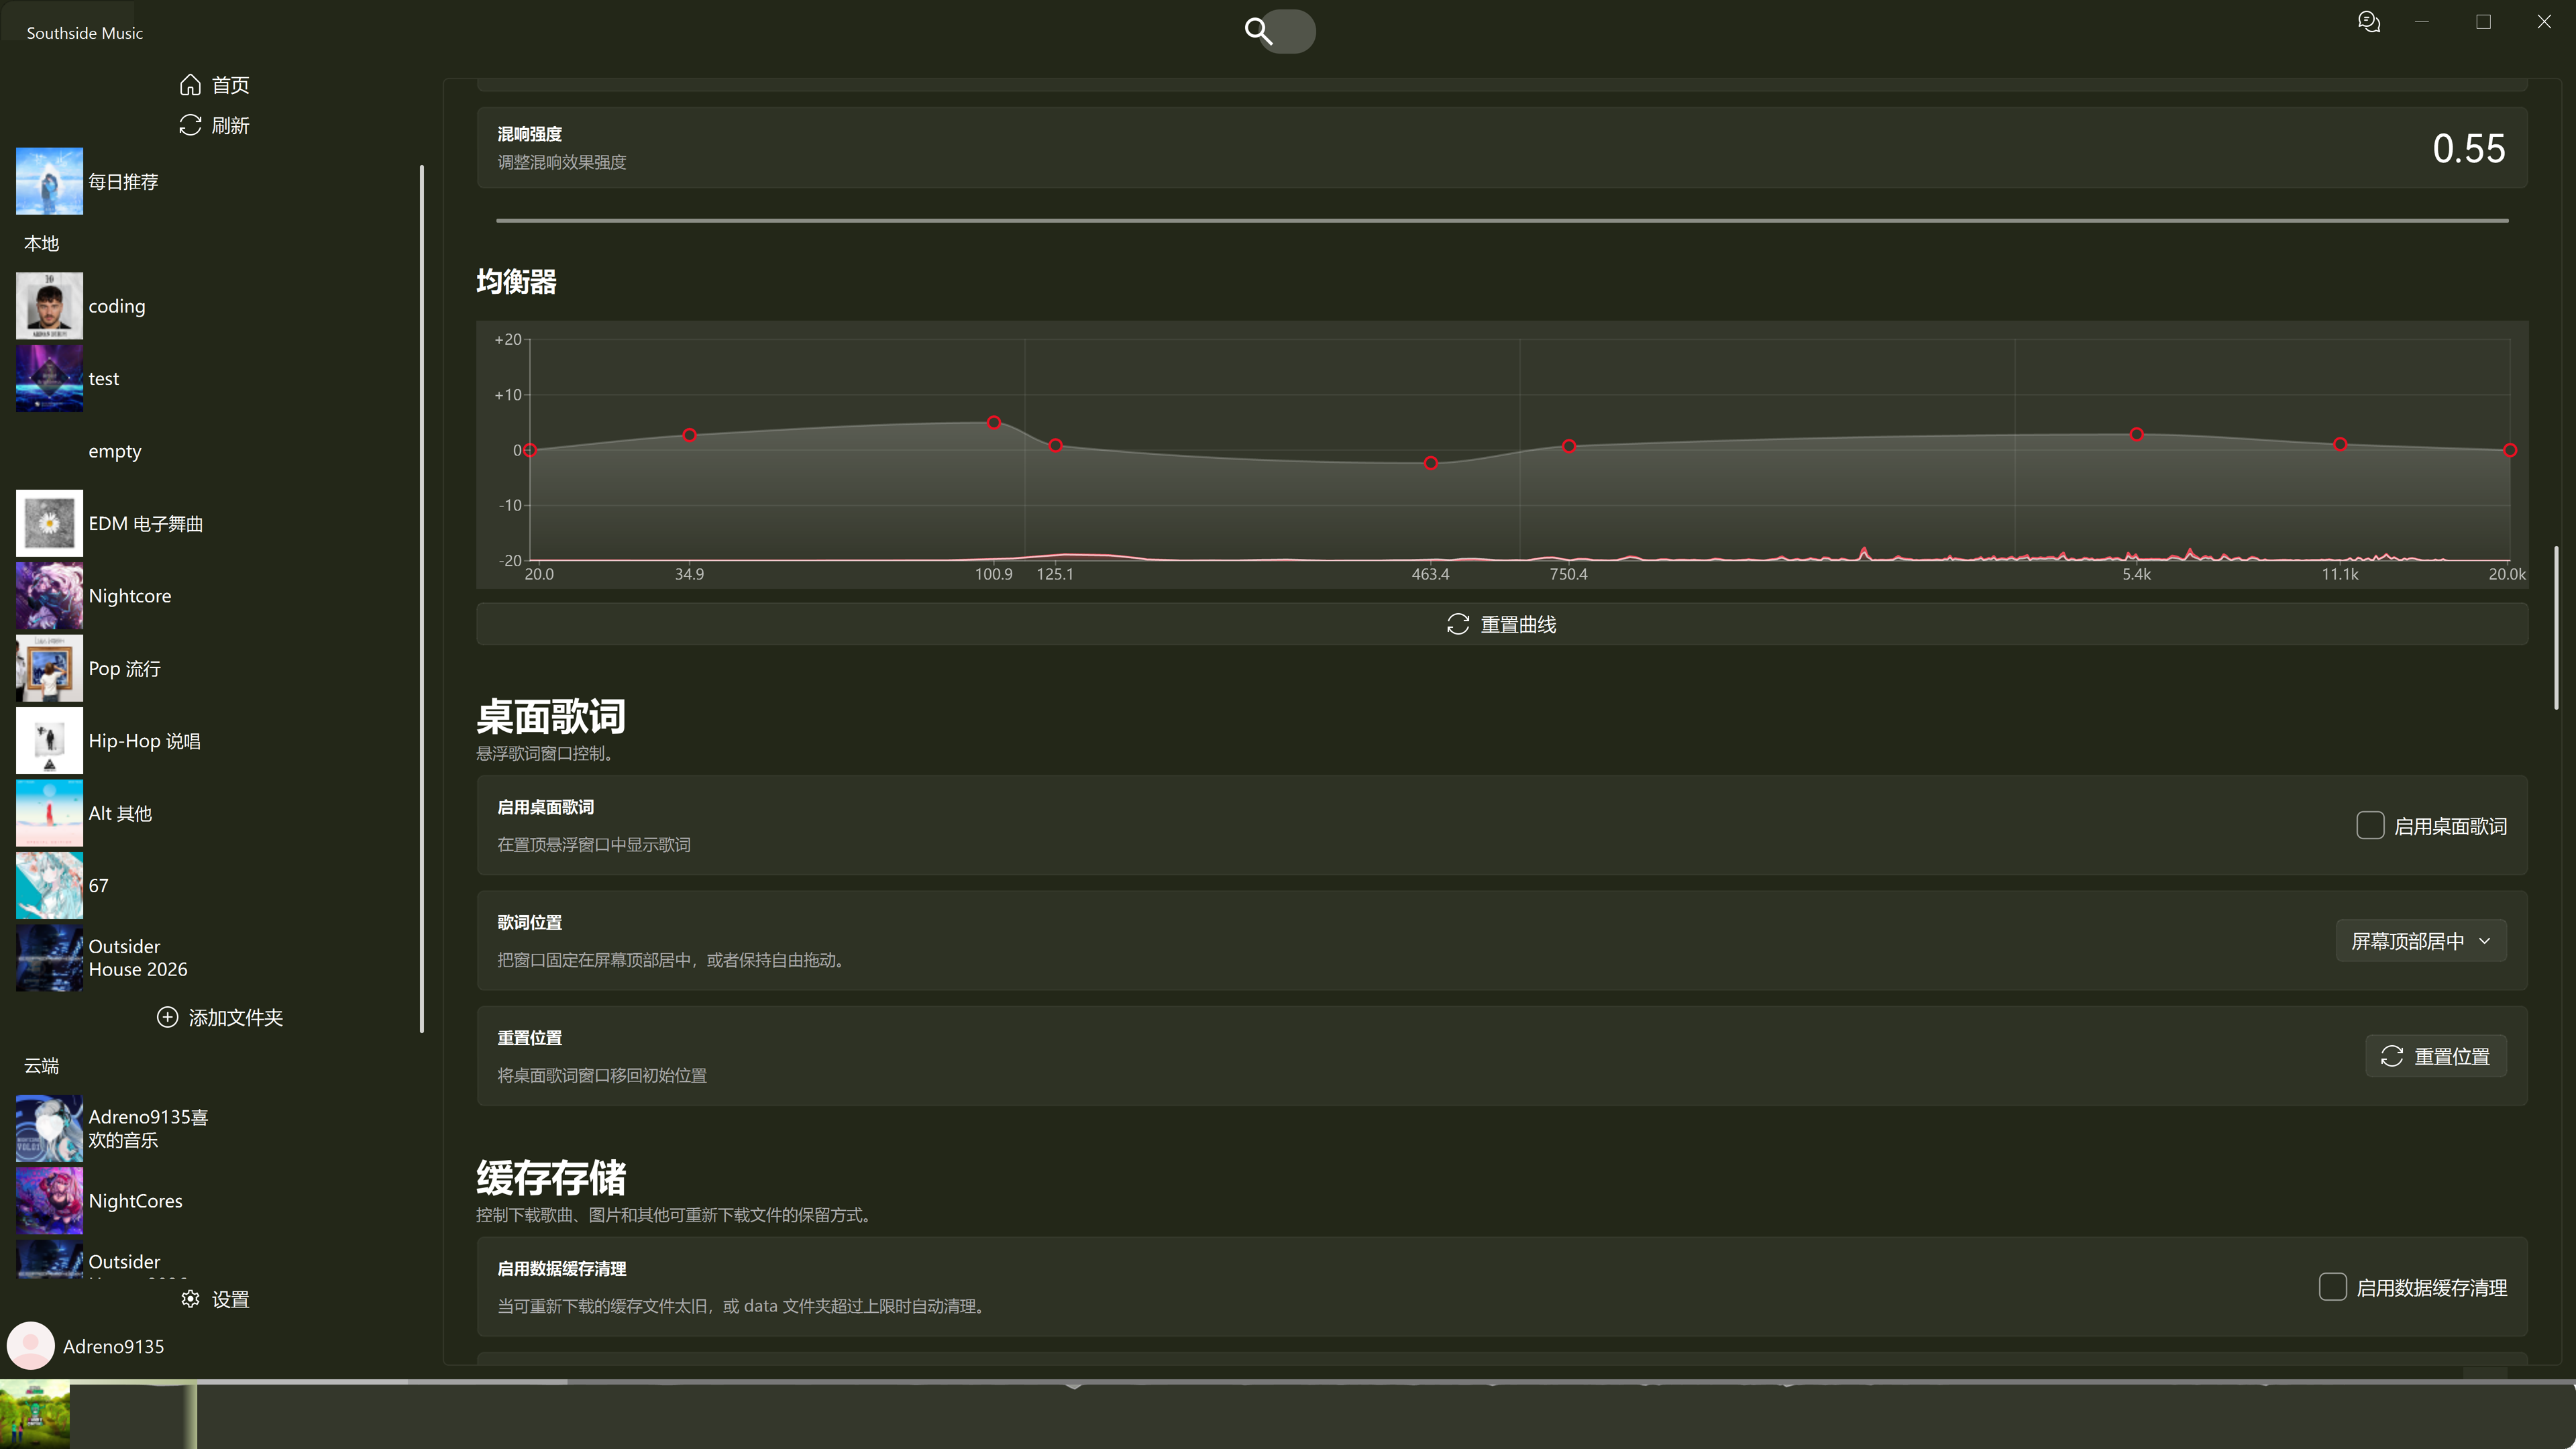 Southside Music
首页
刷新
每日推荐
本地
coding
test
empty
EDM 电子舞曲
Nightcore
Pop 流行
Hip-Hop 说唱
Alt 其他
67
Outsider
House 2026
添加文件夹
云端
Adreno9135喜
欢的音乐
NightCores
Outsider
设置
Adreno9135
混响强度
调整混响效果强度
0.55
均衡器
+20
+10
0
-10
-20
20.0 34.9 100.9 125.1 463.4 750.4 5.4k 11.1k 20.0k
重置曲线
桌面歌词
悬浮歌词窗口控制。
启用桌面歌词
在置顶悬浮窗口中显示歌词
启用桌面歌词
歌词位置
把窗口固定在屏幕顶部居中，或者保持自由拖动。
屏幕顶部居中
重置位置
将桌面歌词窗口移回初始位置
重置位置
缓存存储
控制下载歌曲、图片和其他可重新下载文件的保留方式。
启用数据缓存清理
当可重新下载的缓存文件太旧，或 data 文件夹超过上限时自动清理。
启用数据缓存清理